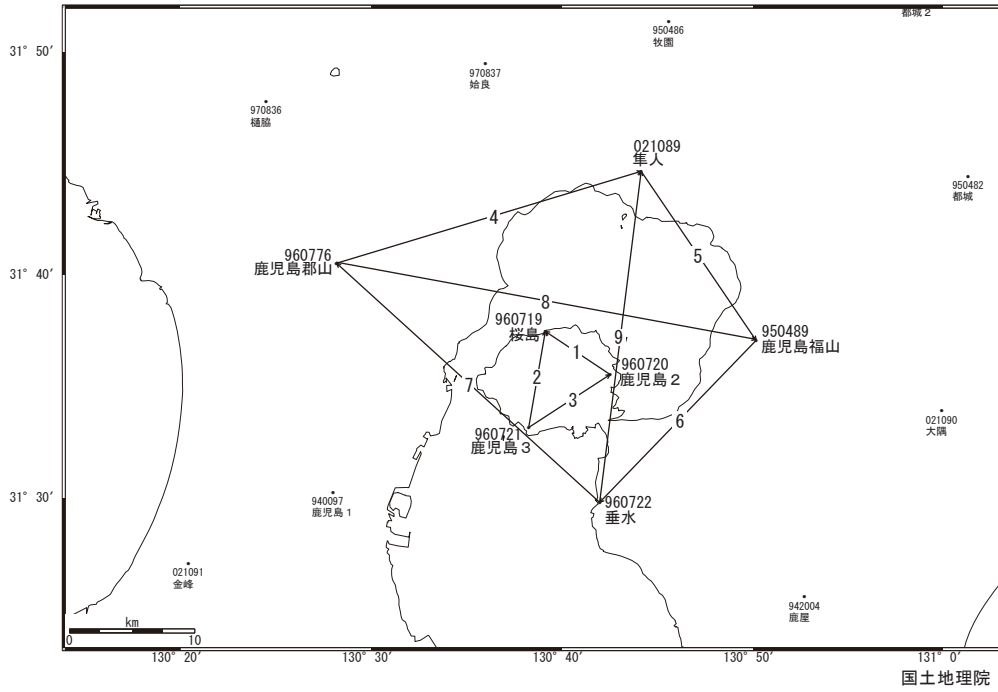 都城2
950486
牧園
31° 50′
970837
姶良
970836
樋脇
021089
隼人
950482
都城
4
960776
鹿児島郡山
5
31° 40′
8
960719
桜島
9
950489
鹿児島福山
1
960720
鹿児島2
2
7
3
6
021090
大隅
960721
鹿児島3
31° 30′
940097
鹿児島1
960722
垂水
021091
金峰
942004
鹿屋
km
0 10
130° 20′ 130° 30′ 130° 40′ 130° 50′ 131° 0′
国土地理院